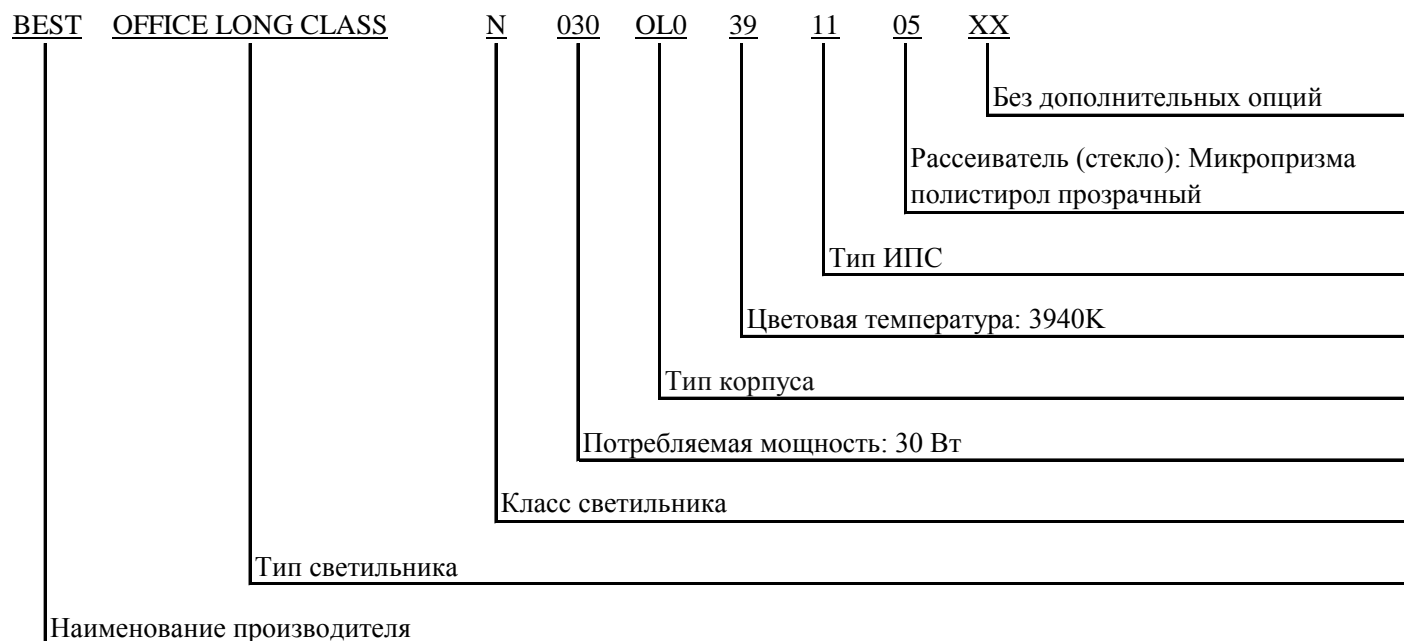 BEST OFFICE LONG CLASS N 030 OL0 39 11 05 XX
Без дополнительных опций
Рассеиватель (стекло): Микропризма
полистирол прозрачный
Тип ИПС
Цветовая температура: 3940K
Тип корпуса
Потребляемая мощность: 30 Вт
Класс светильника
Тип светильника
Наименование производителя